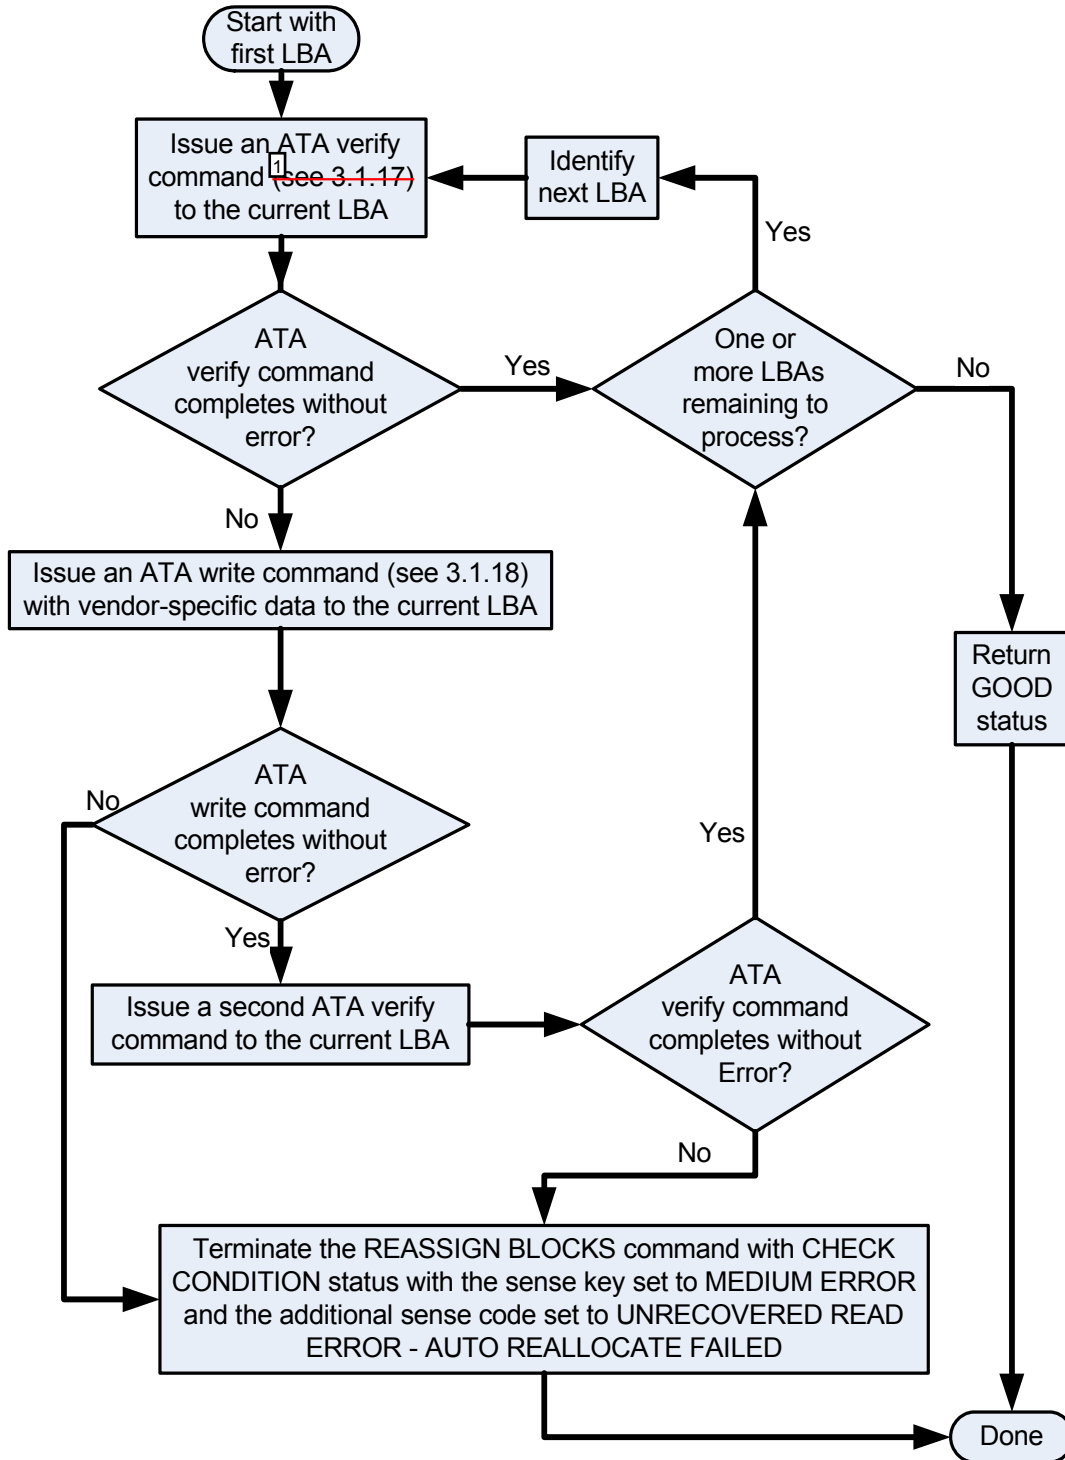 Start with
first LBA
Issue an ATA verify
1
command (see 3.1.17)
to the current LBA
Identify
next LBA
Yes
ATA
verify command
completes without
error?
Yes
One or
more LBAs
remaining to
process?
No
No
Issue an ATA write command (see 3.1.18)
with vendor-specific data to the current LBA
Return
GOOD
status
ATA
write command
completes without
error?
No
Yes
Yes
Issue a second ATA verify
command to the current LBA
ATA
verify command
completes without
Error?
No
Terminate the REASSIGN BLOCKS command with CHECK
CONDITION status with the sense key set to MEDIUM ERROR
and the additional sense code set to UNRECOVERED READ
ERROR - AUTO REALLOCATE FAILED
Done